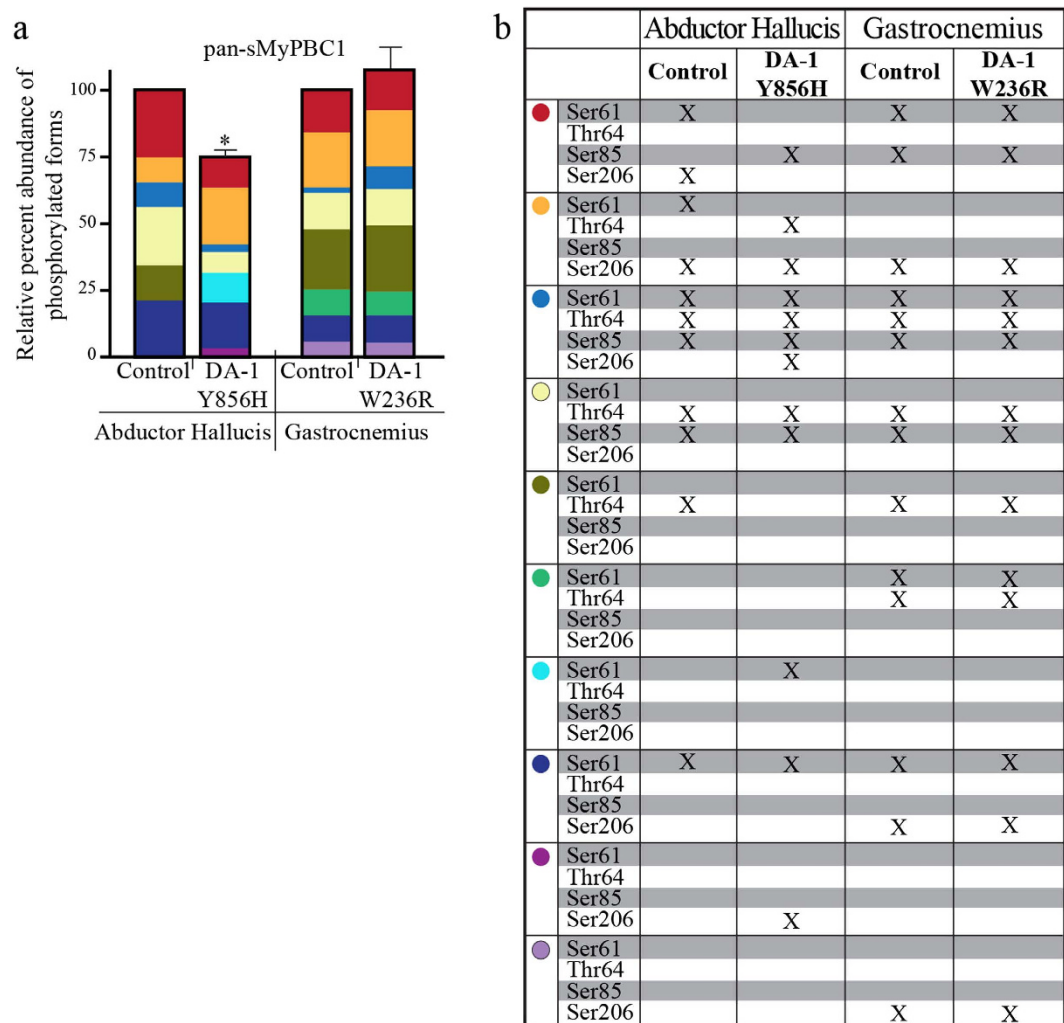 a
pan-sMyPBC1
Relative percent abundance of
phosphorylated forms
100
75
50
25
0
*
Control DA-1 Control DA-1
Y856H W236R
Abductor Hallucis Gastrocnemius
b
Abductor Hallucis Gastrocnemius
Control DA-1 Y856H Control DA-1 W236R
Ser61 X X X
Thr64
Ser85 X X X
Ser206 X
Ser61 X
Thr64 X
Ser85
Ser206 X X X X
Ser61 X X X X
Thr64 X X X X
Ser85 X X X X
Ser206 X
Ser61
Thr64 X X X X
Ser85 X X X X
Ser206
Ser61
Thr64 X X X
Ser85
Ser206
Ser61 X X
Thr64 X X
Ser85
Ser206
Ser61 X
Thr64
Ser85
Ser206
Ser61 X X X X
Thr64
Ser85
Ser206 X X
Ser61
Thr64
Ser85
Ser206 X
Ser61
Thr64
Ser85
Ser206 X X